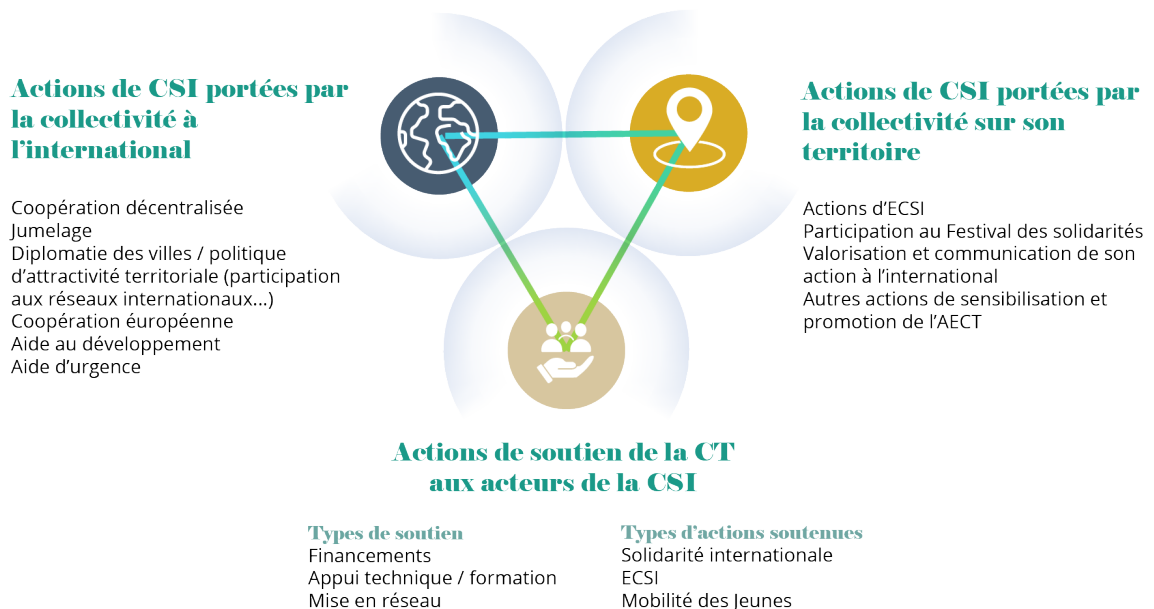 Actions de CSI portées par
la collectivité à
l’international
Coopération décentralisée
Jumelage
Diplomatie des villes / politique
d’attractivité territoriale (participation
aux réseaux internationaux...)
Coopération éuropéenne
Aide au développement
Aide d’urgence
Actions de CSI portées par
la collectivité sur son
territoire
Actions d’ECSI
Participation au Festival des solidarités
Valorisation et communication de son
action à l’international
Autres actions de sensibilisation et
promotion de l’AECT
Actions de soutien de la CT
aux acteurs de la CSI
Types de soutien
Financements
Appui technique / formation
Mise en réseau
Types d’actions soutenues
Solidarité internationale
ECSI
Mobilité des Jeunes